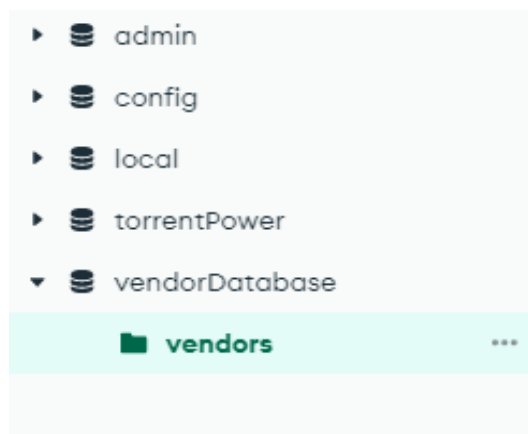 admin
config
local
torrentPower
vendorDatabase
vendors